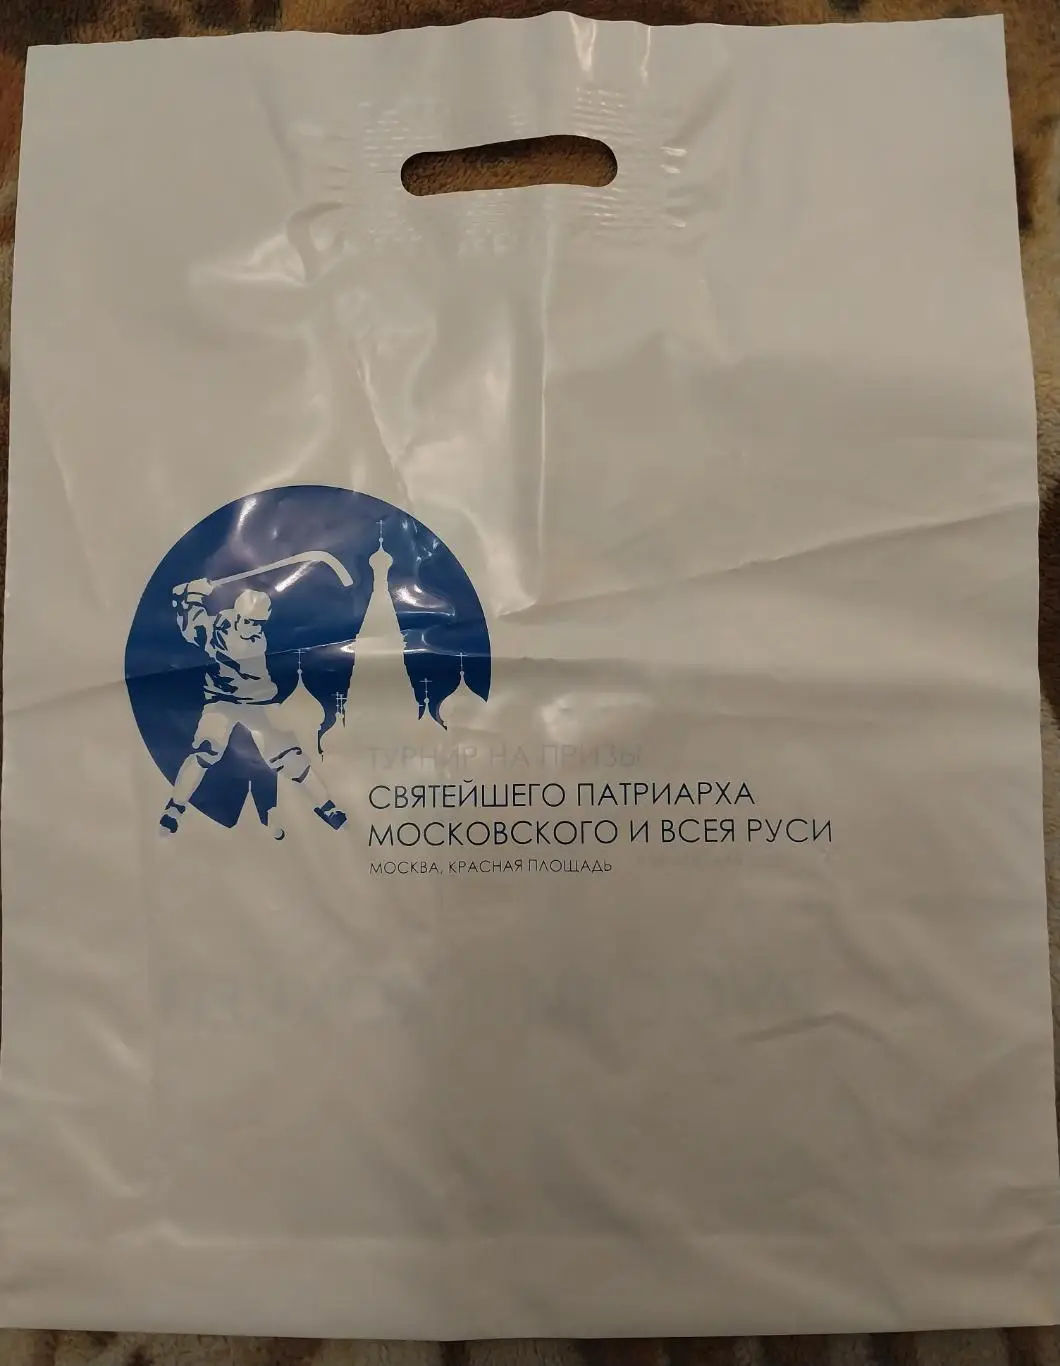 ТУРНИР НА ПРИЗЫ
СВЯТЕЙШЕГО ПАТРИАРХА
МОСКОВСКОГО И ВСЕЯ РУСИ
МОСКВА, КРАСНАЯ ПЛОЩАДЬ